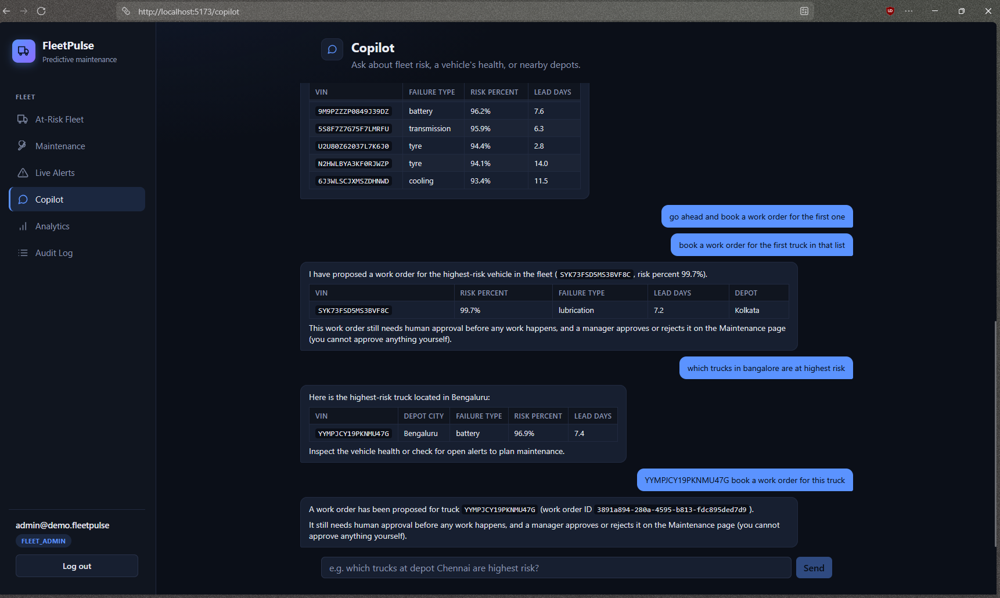 http://localhost:5173/copilot
FleetPulse
Predictive maintenance
FLEET
At-Risk Fleet
Maintenance
Live Alerts
Copilot
Analytics
Audit Log
admin@demo.fleetpulse
FLEET_ADMIN
Log out
Copilot
Ask about fleet risk, a vehicle's health, or nearby depots.
VIN FAILURE TYPE RISK PERCENT LEAD DAYS
9M9PZZZP0849J39DZ battery 96.2% 7.6
5S8F7Z7G75F7LMRFU transmission 95.9% 6.3
U2U80Z62037L7K6J0 tyre 94.4% 2.8
N2HWLBYA3KF0RJWZP tyre 94.1% 14.0
6J3WLSCJXMSZDHNWD cooling 93.4% 11.5
go ahead and book a work order for the first one
book a work order for the first truck in that list
I have proposed a work order for the highest-risk vehicle in the fleet ( SYK73FSD5MS3BVF8C , risk percent 99.7%).
VIN RISK PERCENT FAILURE TYPE LEAD DAYS DEPOT
SYK73FSD5MS3BVF8C 99.7% lubrication 7.2 Kolkata
This work order still needs human approval before any work happens, and a manager approves or rejects it on the Maintenance page
(you cannot approve anything yourself).
which trucks in bangalore are at highest risk
Here is the highest-risk truck located in Bengaluru:
VIN DEPOT CITY FAILURE TYPE RISK PERCENT LEAD DAYS
YYMPJCY19PKNMU47G Bengaluru battery 96.9% 7.4
Inspect the vehicle health or check for open alerts to plan maintenance.
YYMPJCY19PKNMU47G book a work order for this truck
A work order has been proposed for truck YYMPJCY19PKNMU47G (work order ID 3891a894-280a-4595-b813-fdc895ded7d9 ).
It still needs human approval before any work happens, and a manager approves or rejects it on the Maintenance page (you cannot
approve anything yourself).
e.g. which trucks at depot Chennai are highest risk?
Send